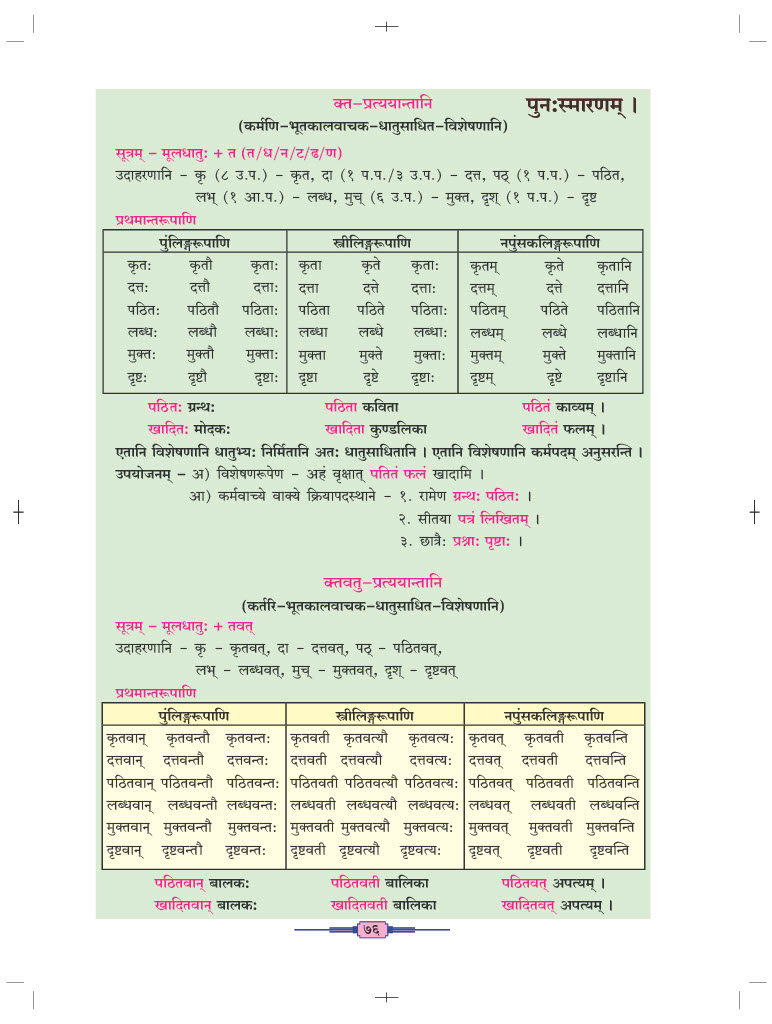 पुनःस्मारणम् ।
क्त-प्रत्ययान्तानि
(कर्मणि-भूतकालवाचक-धातुसाधित-विशेषणानि)
सूत्रम् - मूलधातुः + त (त/ध/न/ट/ढ/ण)
उदाहरणानि - कृ (८ उ.प.) - कृत, दा (१ प.प./३ उ.प.) - दत्त, पठ् (१ प.प.) - पठित,
लभ् (१ आ.प.) - लब्ध, मुच् (६ उ.प.) - मुक्त, दृश् (१ प.प.) - दृष्ट
प्रथमान्तरूपाणि
पुंलिङ्गरूपाणि स्त्रीलिङ्गरूपाणि नपुंसकलिङ्गरूपाणि
कृतः कृतौ कृताः कृता कृते कृताः कृतम् कृते कृतानि
दत्तः दत्तौ दत्ताः दत्ता दत्ते दत्ताः दत्तम् दत्ते दत्तानि
पठितः पठितौ पठिताः पठिता पठिते पठिताः पठितम् पठिते पठितानि
लब्धः लब्धौ लब्धाः लब्धा लब्धे लब्धाः लब्धम् लब्धे लब्धानि
मुक्तः मुक्तौ मुक्ताः मुक्ता मुक्ते मुक्ताः मुक्तम् मुक्ते मुक्तानि
दृष्टः दृष्टौ दृष्टाः दृष्टा दृष्टे दृष्टाः दृष्टम् दृष्टे दृष्टानि
पठितः ग्रन्थः पठिता कविता पठितं काव्यम् ।
खादितः मोदकः खादिता कुण्डलिका खादितं फलम् ।
एतानि विशेषणानि धातुभ्यः निर्मितानि अतः धातुसाधितानि । एतानि विशेषणानि कर्मपदम् अनुसरन्ति ।
उपयोजनम् - अ) विशेषणरूपेण - अहं वृक्षात् पतितं फलं खादामि ।
आ) कर्मवाच्ये वाक्ये क्रियापदस्थाने - १. रामेण ग्रन्थः पठितः ।
२. सीतया पत्रं लिखितम् ।
३. छात्रैः प्रश्नाः पृष्टाः ।
क्तवतु-प्रत्ययान्तानि
(कर्तरि-भूतकालवाचक-धातुसाधित-विशेषणानि)
सूत्रम् - मूलधातुः + तवत्
उदाहरणानि - कृ - कृतवत्, दा - दत्तवत्, पठ् - पठितवत्,
लभ् - लब्धवत्, मुच् - मुक्तवत्, दृश् - दृष्टवत्
प्रथमान्तरूपाणि
पुंलिङ्गरूपाणि स्त्रीलिङ्गरूपाणि नपुंसकलिङ्गरूपाणि
कृतवान् कृतवन्तौ कृतवन्तः कृतवती कृतवत्यौ कृतवत्यः कृतवत् कृतवती कृतवन्ति
दत्तवान् दत्तवन्तौ दत्तवन्तः दत्तवती दत्तवत्यौ दत्तवत्यः दत्तवत् दत्तवती दत्तवन्ति
पठितवान् पठितवन्तौ पठितवन्तः पठितवती पठितवत्यौ पठितवत्यः पठितवत् पठितवती पठितवन्ति
लब्धवान् लब्धवन्तौ लब्धवन्तः लब्धवती लब्धवत्यौ लब्धवत्यः लब्धवत् लब्धवती लब्धवन्ति
मुक्तवान् मुक्तवन्तौ मुक्तवन्तः मुक्तवती मुक्तवत्यौ मुक्तवत्यः मुक्तवत् मुक्तवती मुक्तवन्ति
दृष्टवान् दृष्टवन्तौ दृष्टवन्तः दृष्टवती दृष्टवत्यौ दृष्टवत्यः दृष्टवत् दृष्टवती दृष्टवन्ति
पठितवान् बालकः पठितवती बालिका पठितवत् अपत्यम् ।
खादितवान् बालकः खादितवती बालिका खादितवत् अपत्यम् ।
७६